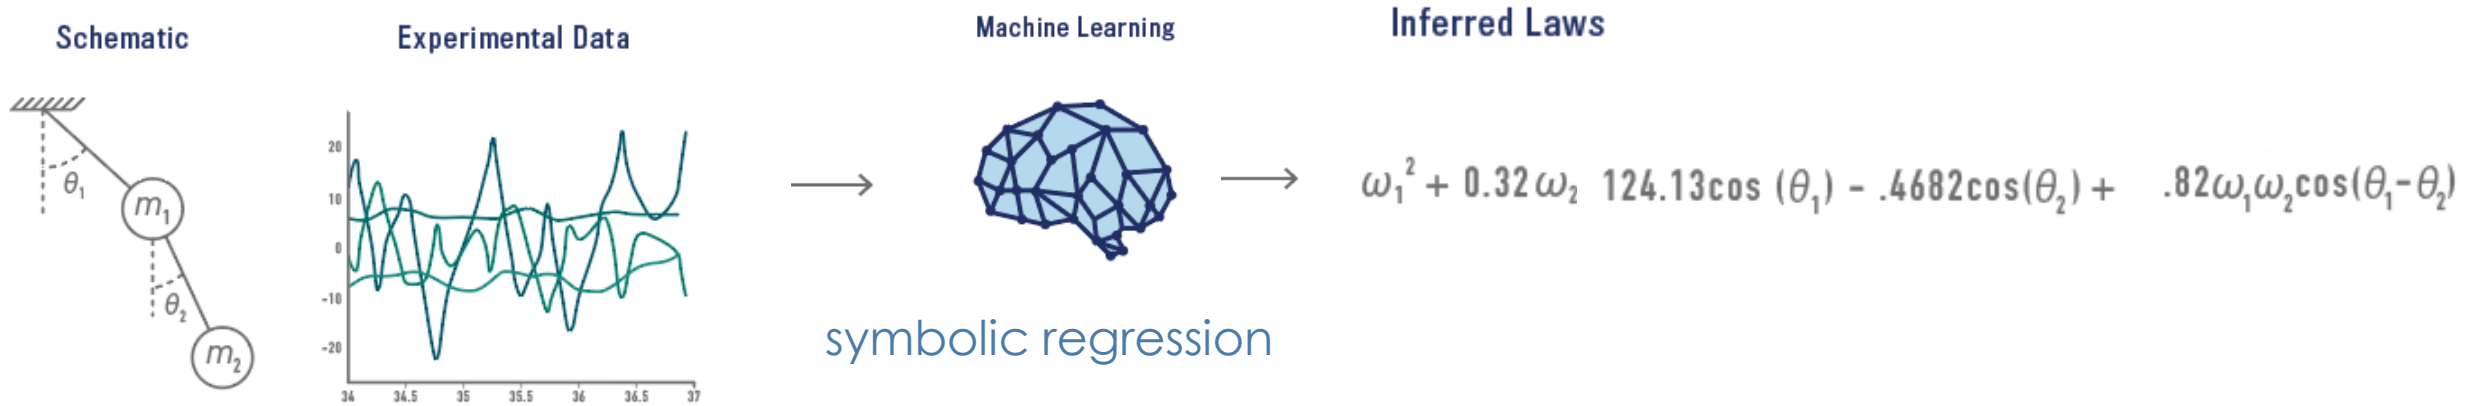 Schematic
Experimental Data
Machine Learning
Inferred Laws
θ₁
m₁
θ₂
m₂
20
10
0
-10
-20
34 34.5 35 35.5 36 36.5 37
symbolic regression
ω₁² + 0.32ω₂ 124.13cos (θ₁) - .4682cos(θ₂) + .82ω₁ω₂cos(θ₁-θ₂)